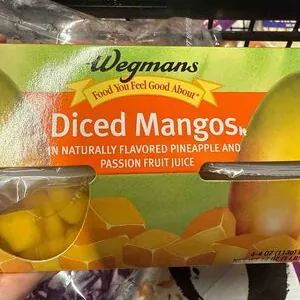 Wegmans
Food You Feel Good About®
Diced Mangos
IN NATURALLY FLAVORED PINEAPPLE AND
PASSION FRUIT JUICE